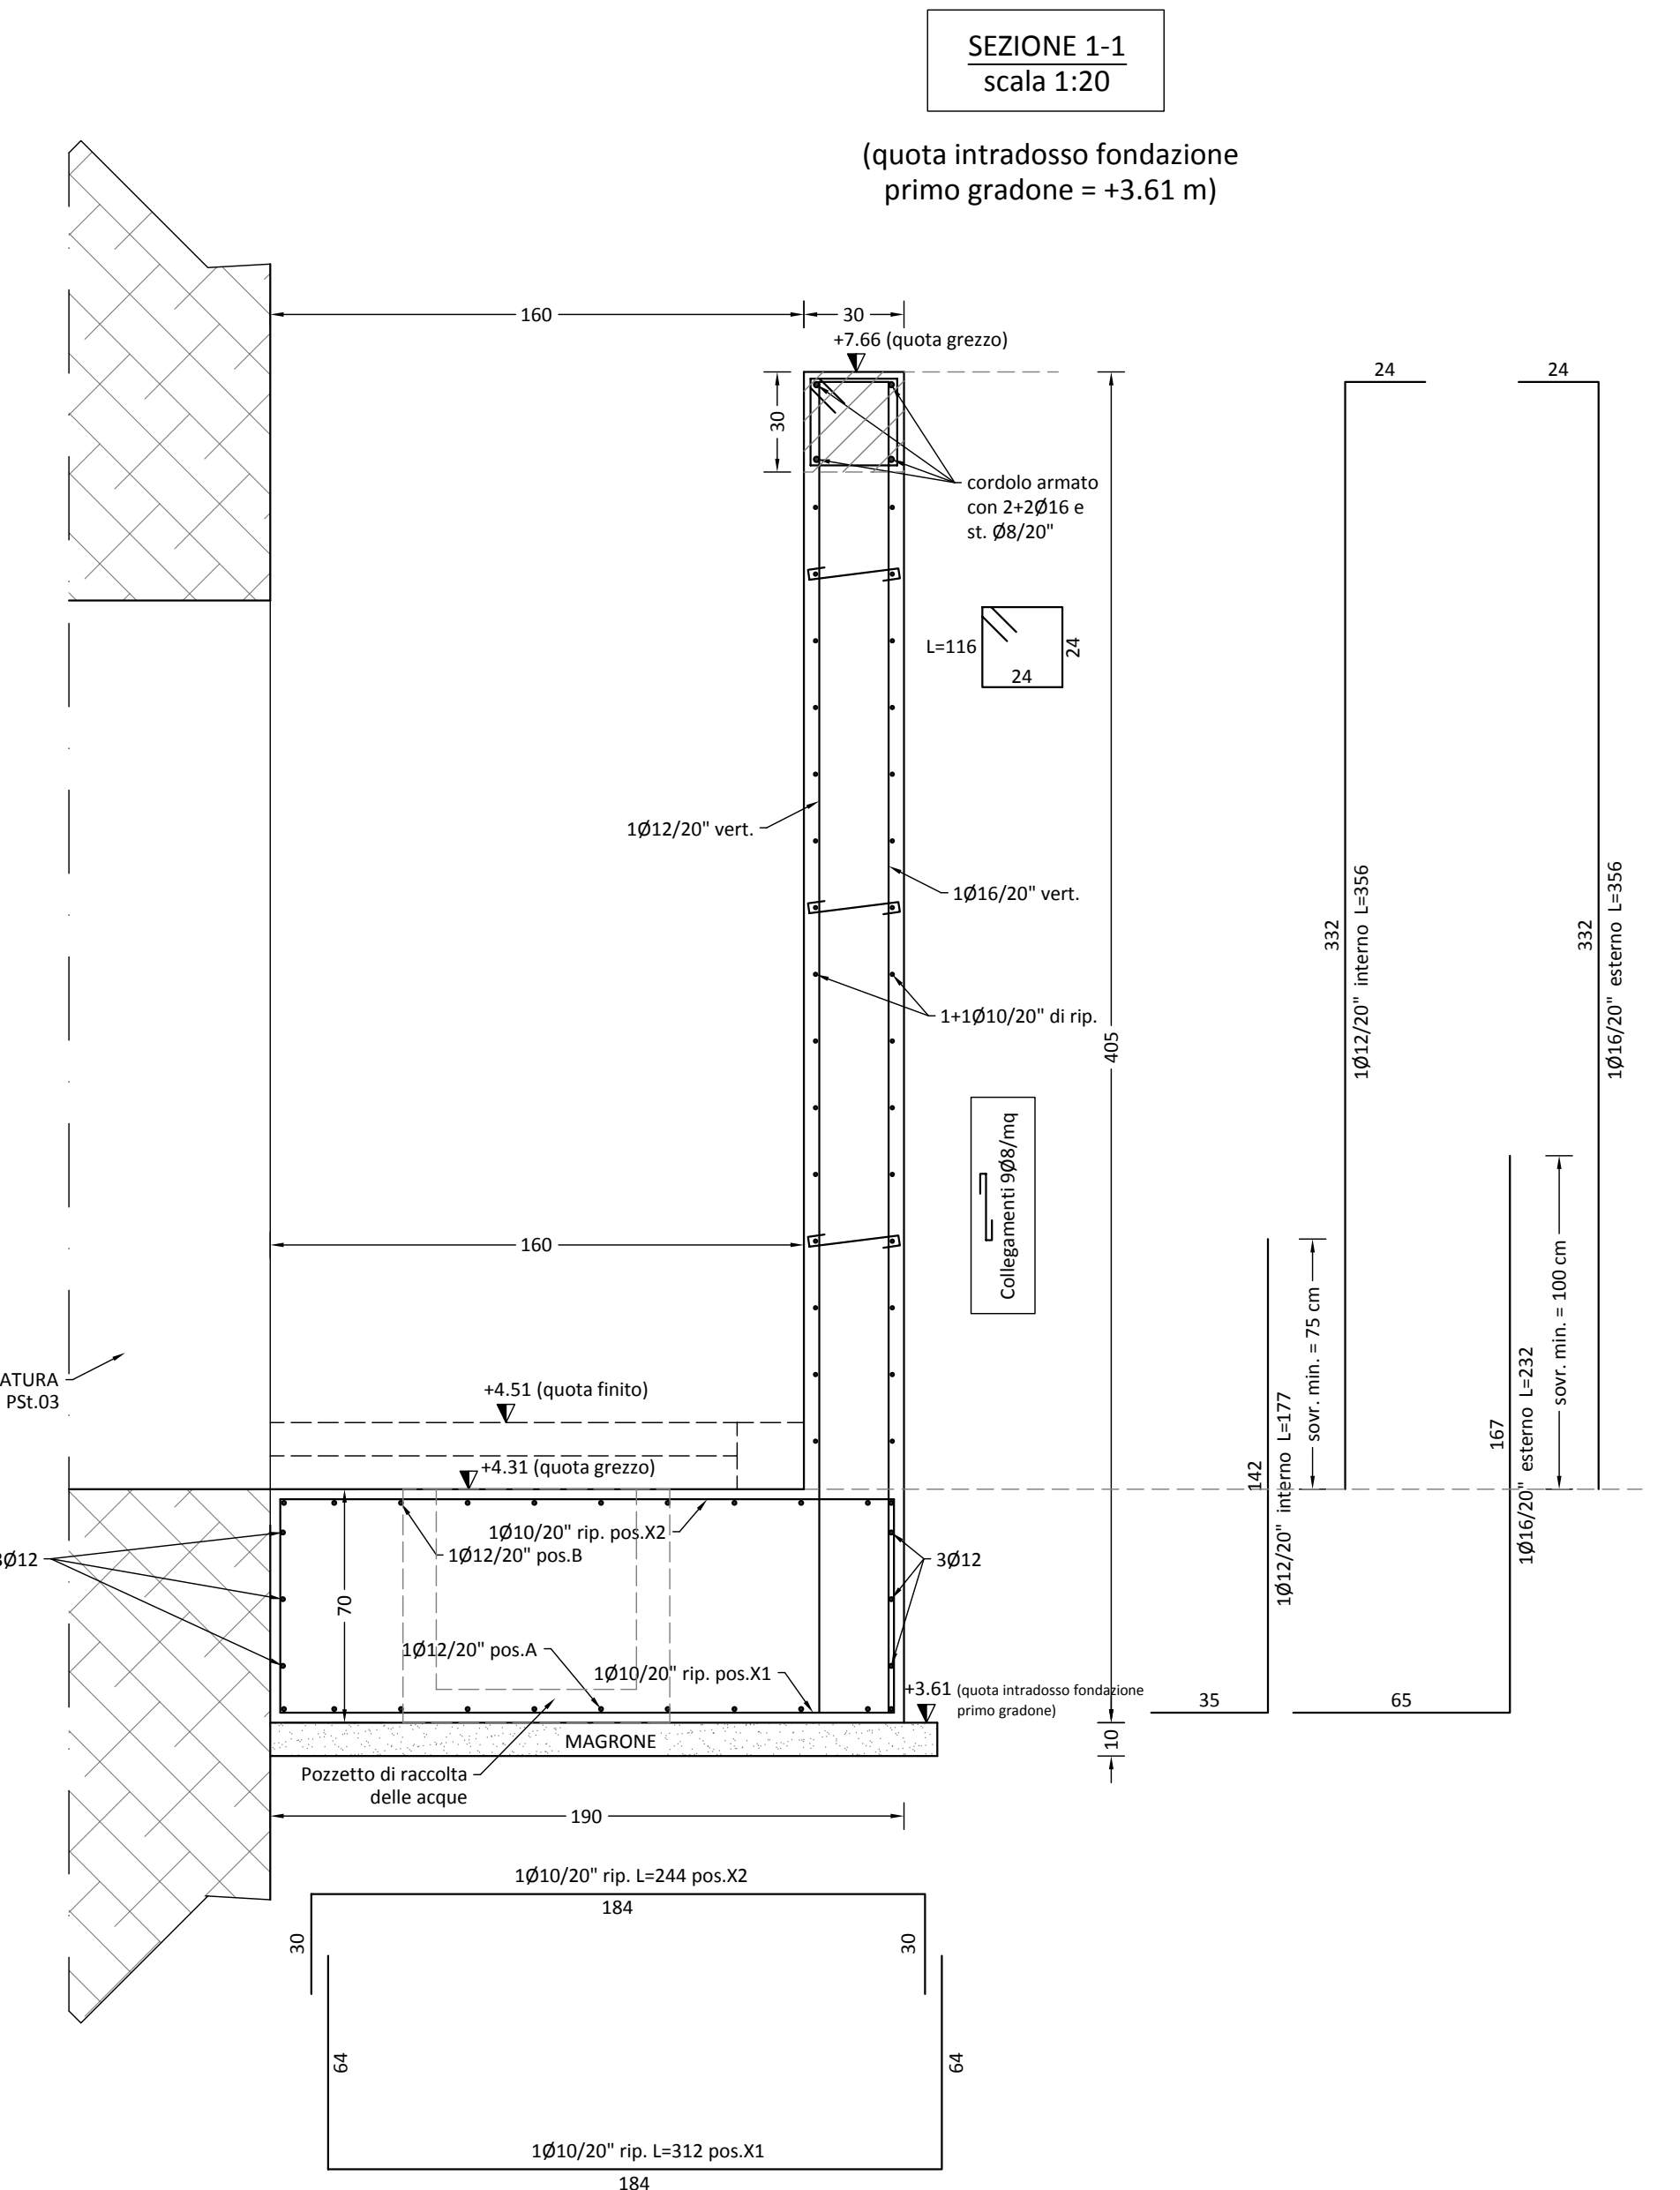 SEZIONE 1-1
scala 1:20
(quota intradosso fondazione
primo gradone = +3.61 m)
160
30
+7.66 (quota grezzo)
30
24
24
cordolo armato
con 2+2Ø16 e
st. Ø8/20"
L=116
24
24
1Ø12/20" vert.
1Ø16/20" vert.
332
1Ø12/20" interno L=356
332
1Ø16/20" esterno L=356
1+1Ø10/20" di rip.
405
Collegamenti 9Ø8/mq
160
sovr. min. = 75 cm
sovr. min. = 100 cm
ATURA
PSt.03
+4.51 (quota finito)
+4.31 (quota grezzo)
142
1Ø12/20" interno L=177
167
1Ø16/20" esterno L=232
1Ø10/20" rip. pos.X2
1Ø12/20" pos.B
3Ø12
3Ø12
70
1Ø12/20" pos.A
1Ø10/20" rip. pos.X1
+3.61 (quota intradosso fondazione
primo gradone)
35
65
MAGRONE
10
Pozzetto di raccolta
delle acque
190
1Ø10/20" rip. L=244 pos.X2
184
30
30
64
64
1Ø10/20" rip. L=312 pos.X1
184